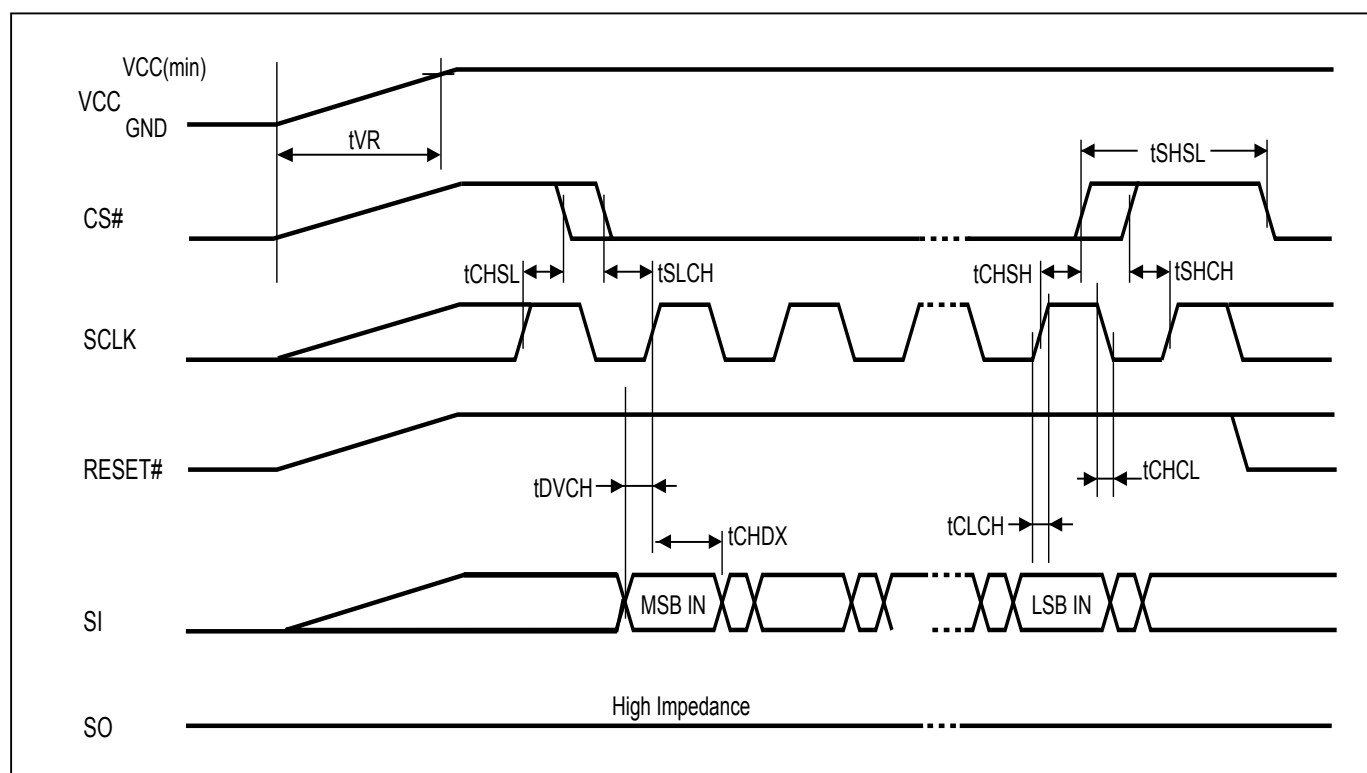 VCC(min)
VCC
GND
tVR
tSHSL
CS#
tCHSL
tSLCH
tCHSH
tSHCH
SCLK
RESET#
tDVCH
tCHCL
tCLCH
tCHDX
SI
MSB IN
LSB IN
High Impedance
SO